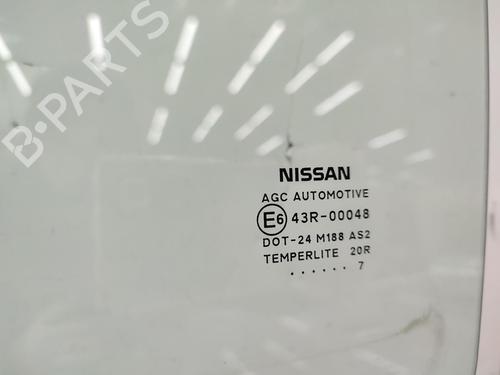 B-PARTS
NISSAN
AGC AUTOMOTIVE
E6 43R-00048
DOT-24 M188 AS2
TEMPERLITE 20R
...... 7